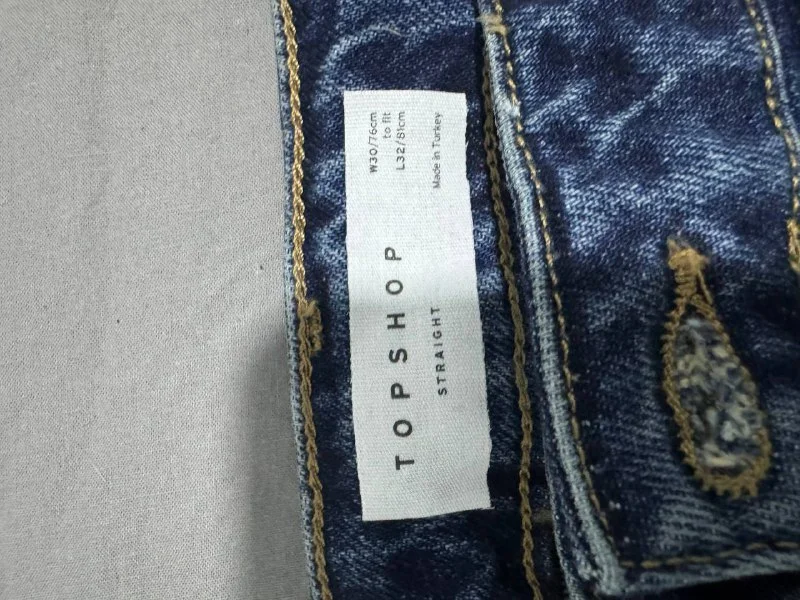 TOPSHOP
STRAIGHT
W30/76cm
to fit
L32/81cm
Made in Turkey